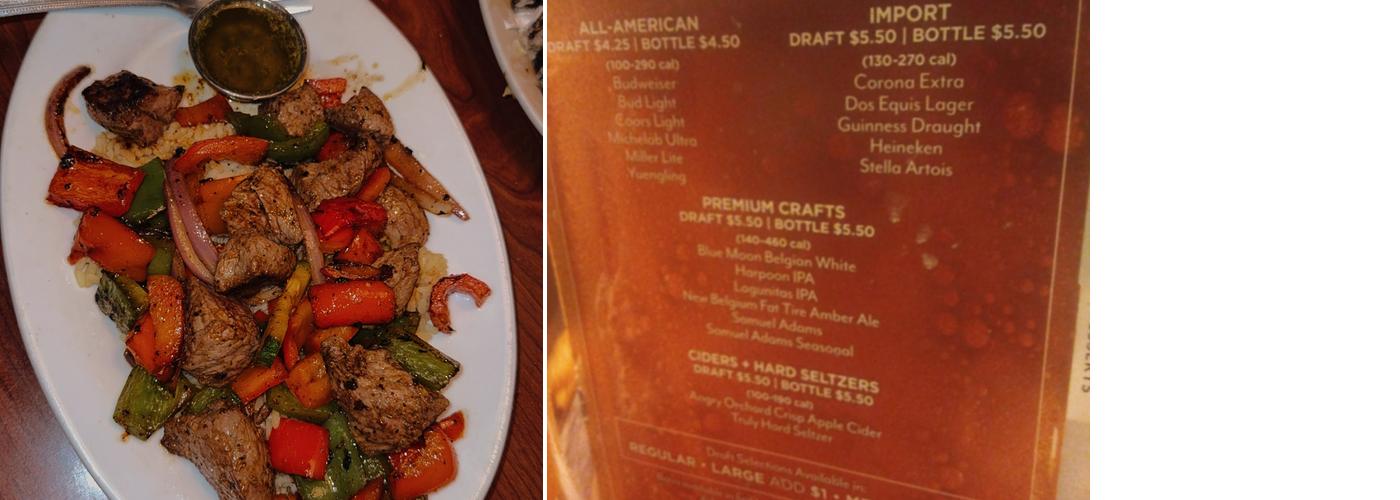 ALL-AMERICAN
DRAFT $4.25 | BOTTLE $4.50
(100-290 cal)
Budweiser
Bud Light
Coors Light
Michelob Ultra
Miller Lite
Yuengling
IMPORT
DRAFT $5.50 | BOTTLE $5.50
(130-270 cal)
Corona Extra
Dos Equis Lager
Guinness Draught
Heineken
Stella Artois
PREMIUM CRAFTS
DRAFT $5.50 | BOTTLE $5.50
(140-460 cal)
Blue Moon Belgian White
Harpoon IPA
Lagunitas IPA
New Belgium Fat Tire Amber Ale
Samuel Adams
Samuel Adams Seasonal
CIDERS + HARD SELTZERS
DRAFT $5.50 | BOTTLE $5.50
(100-190 cal)
Angry Orchard Crisp Apple Cider
Truly Hard Seltzer
Draft Selections Available in:
REGULAR • LARGE ADD $1 •